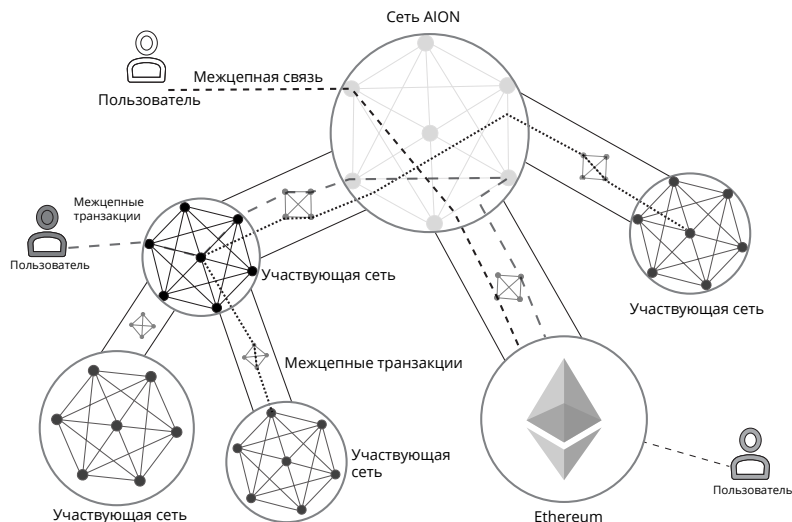 Сеть AION
Межцепная связь
Пользователь
Межцепные
транзакции
Пользователь
Участвующая сеть
Участвующая сеть
Межцепные транзакции
Участвующая
сеть
Пользователь
Участвующая сеть
Ethereum